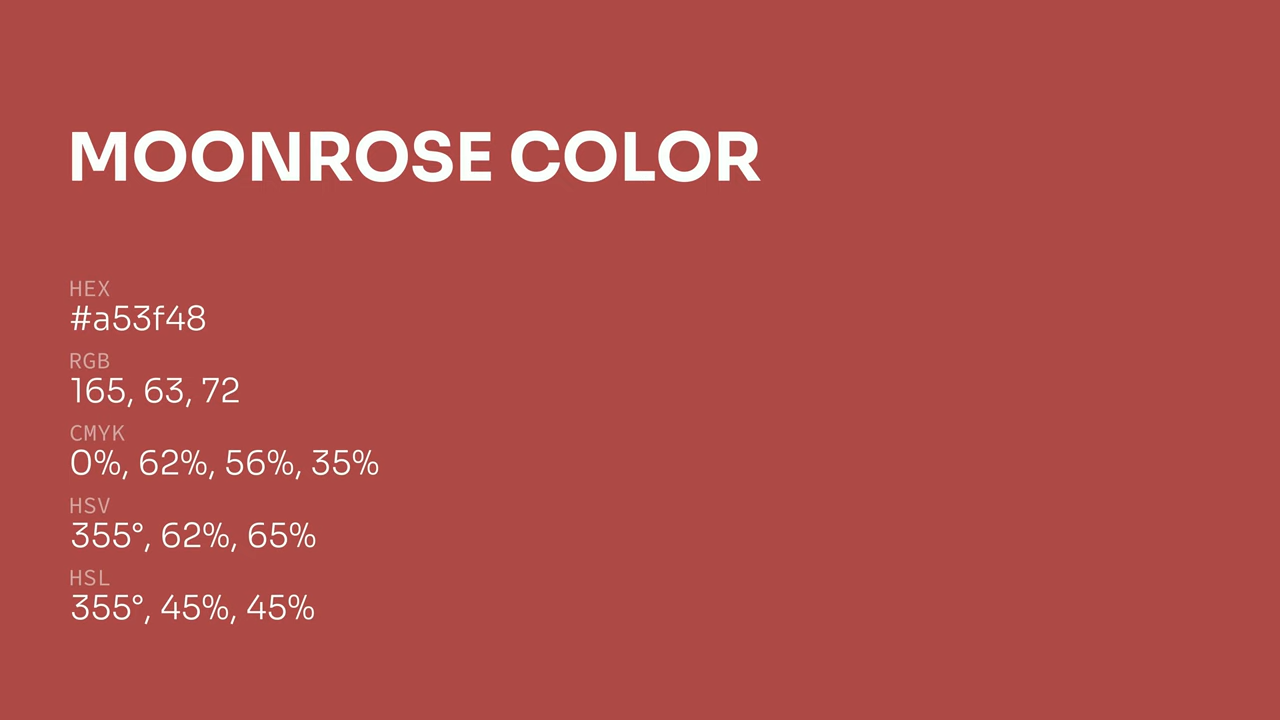 MOONROSE COLOR
HEX
#a53f48
RGB
165, 63, 72
CMYK
0%, 62%, 56%, 35%
HSV
355°, 62%, 65%
HSL
355°, 45%, 45%